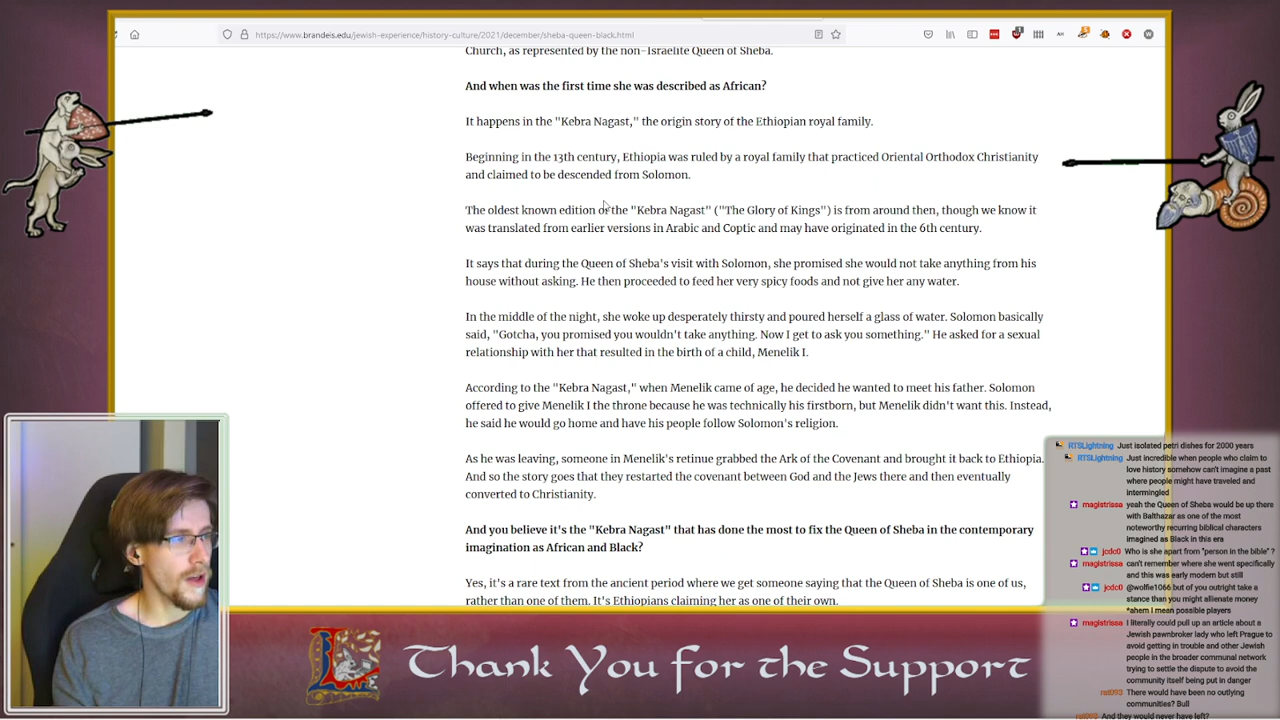 https://www.brandeis.edu/jewish-experience/history-culture/2021/december/sheba-queen-black.html
Church, as represented by the non-Israelite Queen of Sheba.
And when was the first time she was described as African?
It happens in the "Kebra Nagast," the origin story of the Ethiopian royal family.
Beginning in the 13th century, Ethiopia was ruled by a royal family that practiced Oriental Orthodox Christianity
and claimed to be descended from Solomon.
The oldest known edition of the "Kebra Nagast" ("The Glory of Kings") is from around then, though we know it
was translated from earlier versions in Arabic and Coptic and may have originated in the 6th century.
It says that during the Queen of Sheba's visit with Solomon, she promised she would not take anything from his
house without asking. He then proceeded to feed her very spicy foods and not give her any water.
In the middle of the night, she woke up desperately thirsty and poured herself a glass of water. Solomon basically
said, "Gotcha, you promised you wouldn't take anything. Now I get to ask you something." He asked for a sexual
relationship with her that resulted in the birth of a child, Menelik I.
According to the "Kebra Nagast," when Menelik came of age, he decided he wanted to meet his father. Solomon
offered to give Menelik I the throne because he was technically his firstborn, but Menelik didn't want this. Instead,
he said he would go home and have his people follow Solomon's religion.
As he was leaving, someone in Menelik's retinue grabbed the Ark of the Covenant and brought it back to Ethiopia.
And so the story goes that they restarted the covenant between God and the Jews there and then eventually
converted to Christianity.
And you believe it's the "Kebra Nagast" that has done the most to fix the Queen of Sheba in the contemporary
imagination as African and Black?
Yes, it's a rare text from the ancient period where we get someone saying that the Queen of Sheba is one of us,
rather than one of them. It's Ethiopians claiming her as one of their own.
RTSLightning Just isolated petri dishes for 2000
years
RTSLightning Just incredible when people who claim to
love history somehow can't imagine a past
where people might have traveled and
intermingled
magistrissa yeah the Queen of Sheba would be up there
with Balthazar as one of the most
noteworthy recurring biblical characters
imagined as Black in this era
jcdc0 Who is she apart from "person in the bible" ?
magistrissa can't remember where she went specifically
and this was early modern but still
jcdc0 @wolfie1066 but of you outright take a
stance than you might allienate money
*ahem I mean possible players
magistrissa I literally could pull up an article about a
Jewish pawnbroker lady who left Prague to
avoid getting in trouble and other Jewish
people in the broader communal network
trying to settle the dispute to avoid the
community itself being put in danger
There would have been no outlying
communities? Bull
And they would never have left?
Thank You for the Support